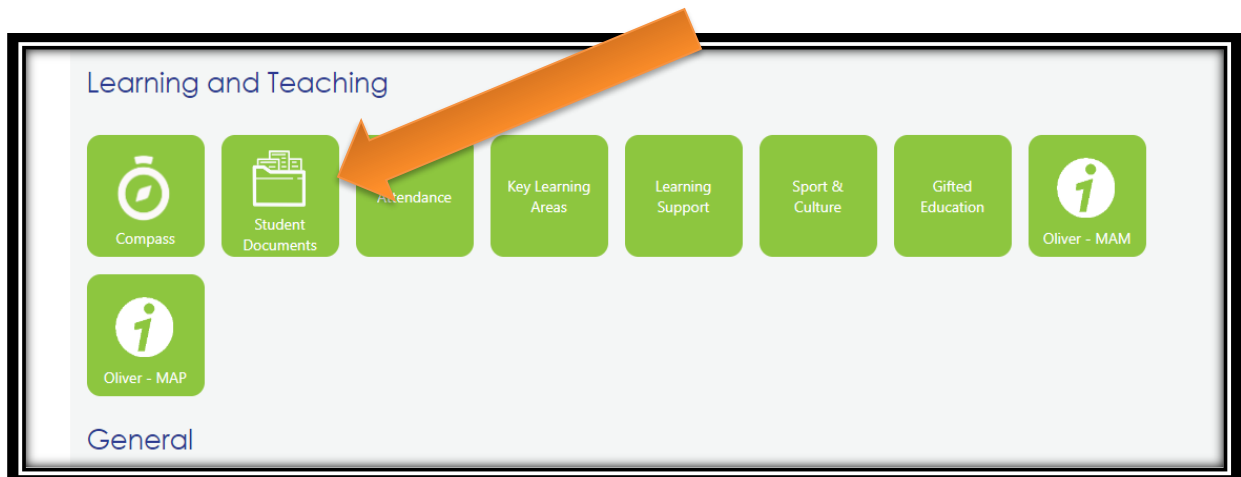 Learning and Teaching
Compass
Student
Documents
Attendance
Key Learning
Areas
Learning
Support
Sport &
Culture
Gifted
Education
Oliver - MAM
Oliver - MAP
General